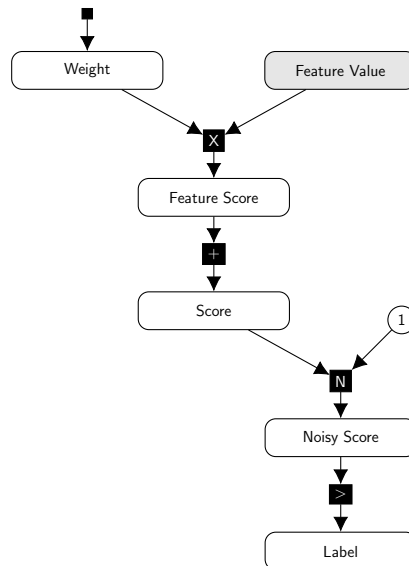 Weight
Feature Value
X
Feature Score
+
Score
1
N
Noisy Score
>
Label